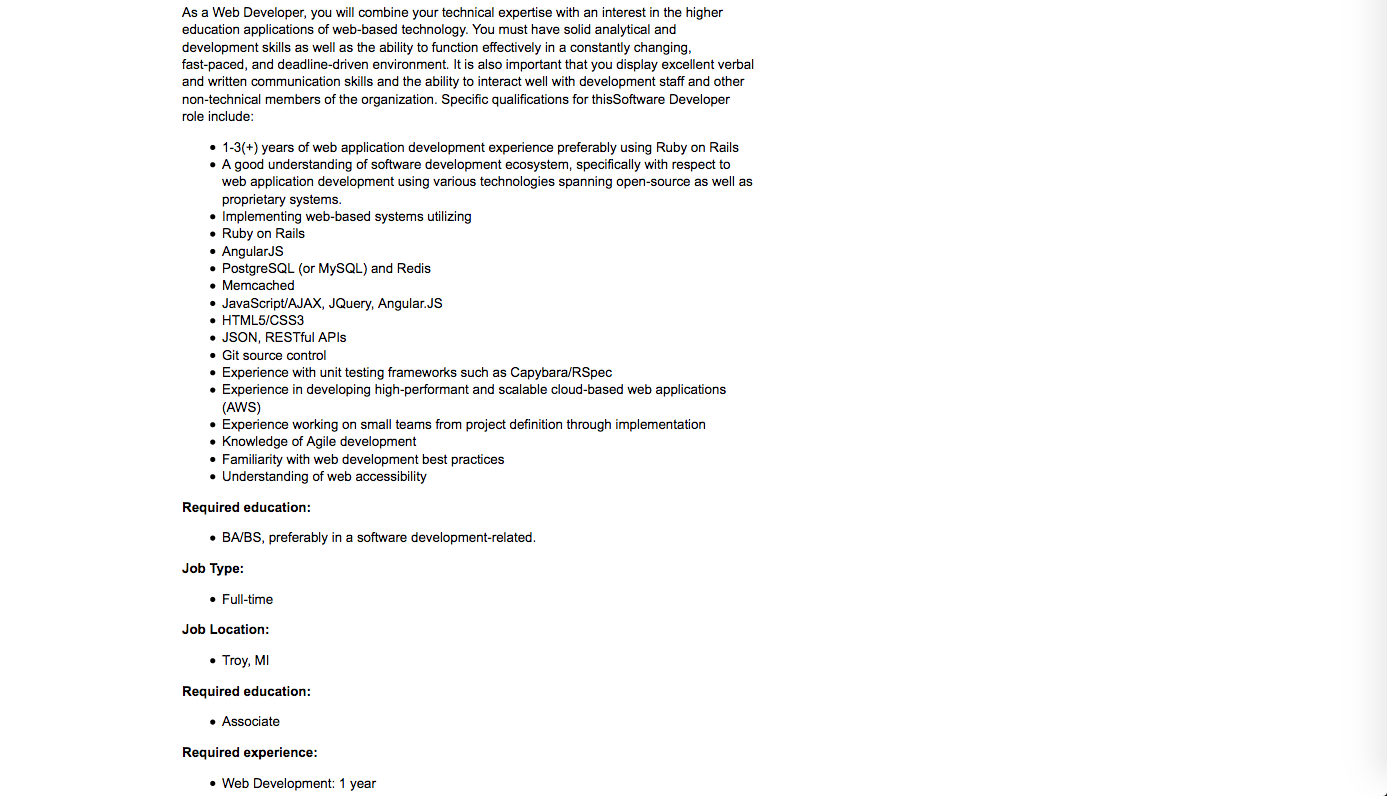 As a Web Developer, you will combine your technical expertise with an interest in the higher
education applications of web-based technology. You must have solid analytical and
development skills as well as the ability to function effectively in a constantly changing,
fast-paced, and deadline-driven environment. It is also important that you display excellent verbal
and written communication skills and the ability to interact well with development staff and other
non-technical members of the organization. Specific qualifications for thisSoftware Developer
role include:
• 1-3(+) years of web application development experience preferably using Ruby on Rails
• A good understanding of software development ecosystem, specifically with respect to
web application development using various technologies spanning open-source as well as
proprietary systems.
• Implementing web-based systems utilizing
• Ruby on Rails
• AngularJS
• PostgreSQL (or MySQL) and Redis
• Memcached
• JavaScript/AJAX, JQuery, Angular.JS
• HTML5/CSS3
• JSON, RESTful APIs
• Git source control
• Experience with unit testing frameworks such as Capybara/RSpec
• Experience in developing high-performant and scalable cloud-based web applications
(AWS)
• Experience working on small teams from project definition through implementation
• Knowledge of Agile development
• Familiarity with web development best practices
• Understanding of web accessibility
Required education:
• BA/BS, preferably in a software development-related.
Job Type:
• Full-time
Job Location:
• Troy, MI
Required education:
• Associate
Required experience:
• Web Development: 1 year